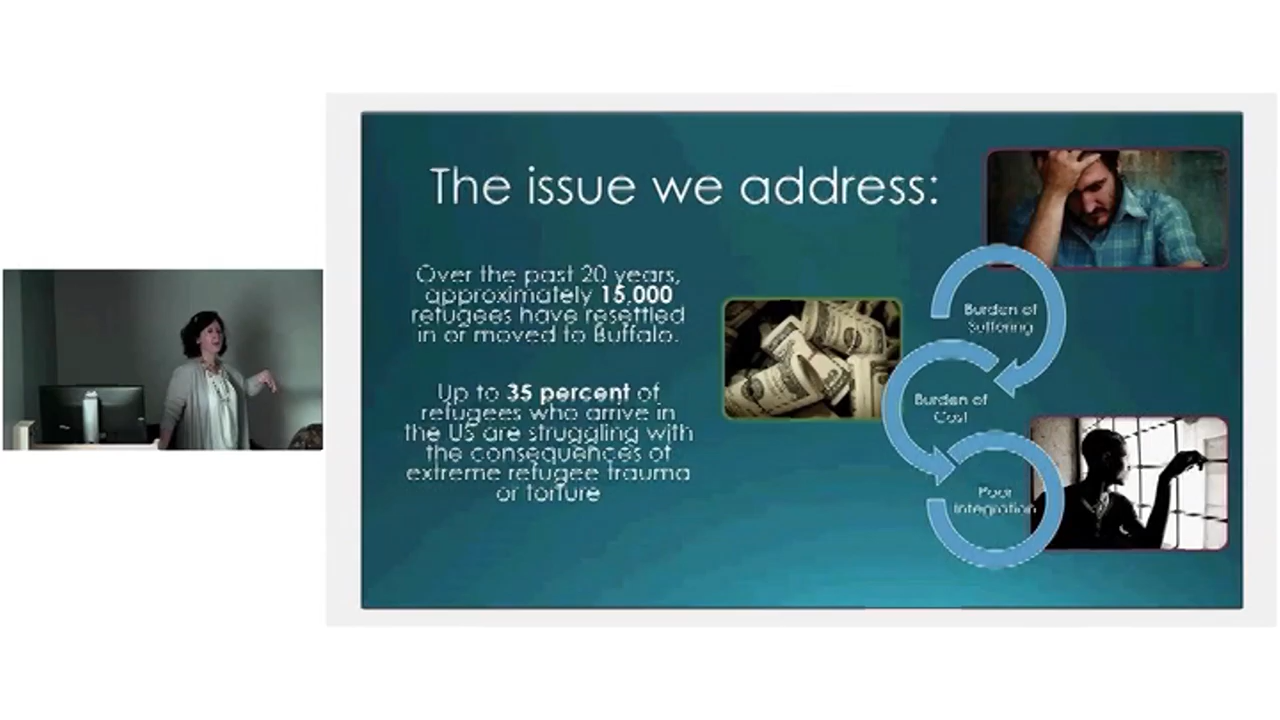 The issue we address:
Over the past 20 years,
approximately 15,000
refugees have resettled
in or moved to Buffalo.
Up to 35 percent of
refugees who arrive in
the US are struggling with
the consequences of
extreme refugee trauma
or torture
Burden of
Suffering
Burden of
Cost
Poor
Integration